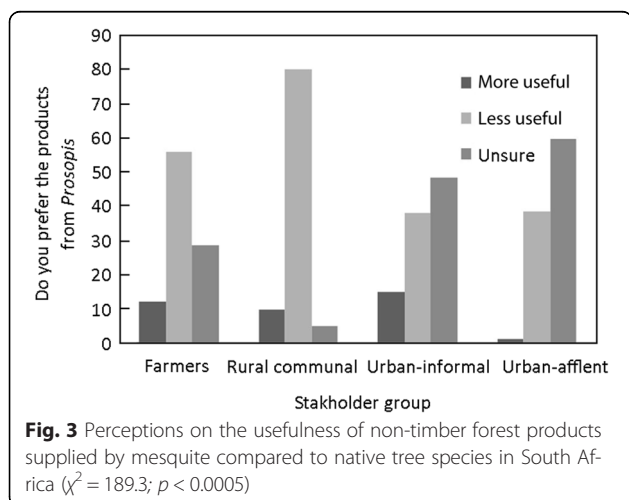 90
80
70
60
50
40
30
20
10
0
Do you prefer the products
from Prosopis
More useful
Less useful
Unsure
Farmers Rural communal Urban-informal Urban-afflent
Stakholder group
Fig. 3 Perceptions on the usefulness of non-timber forest products
supplied by mesquite compared to native tree species in South Af-
rica (χ² = 189.3; p < 0.0005)